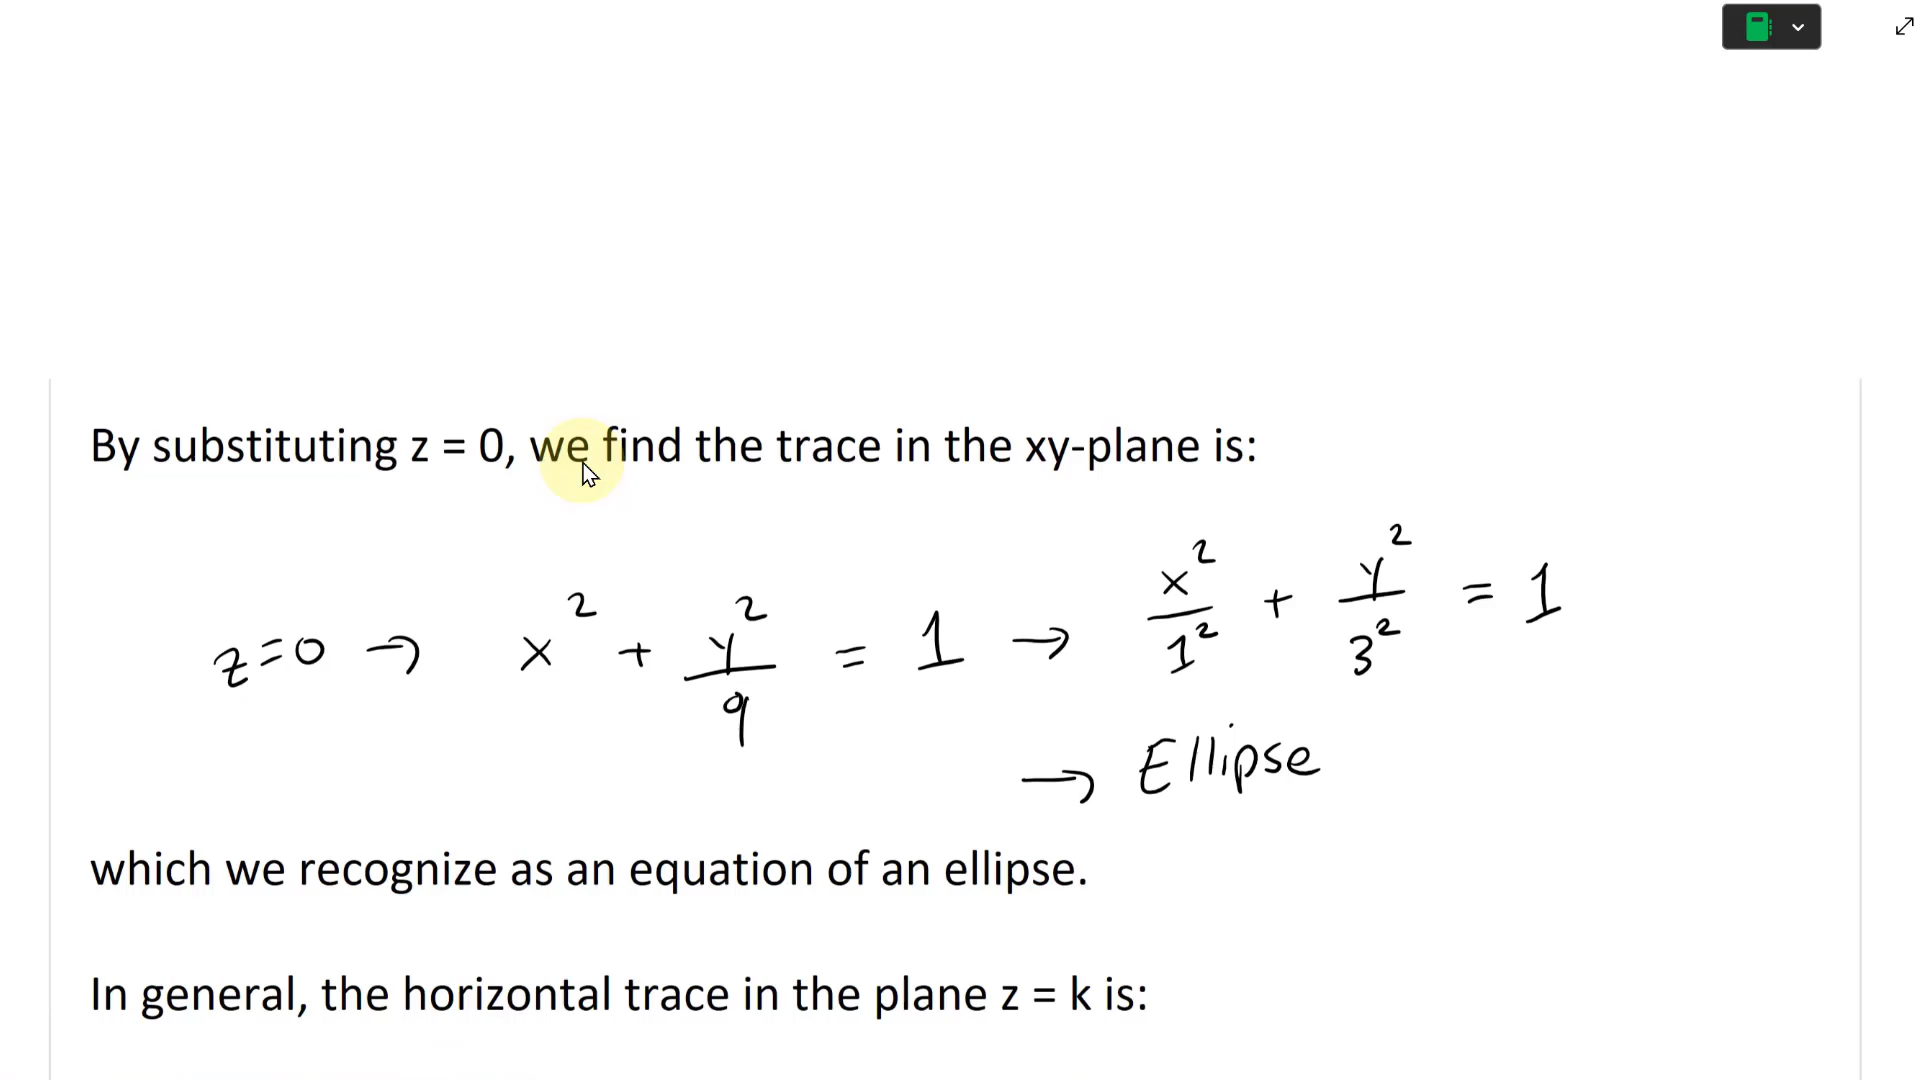 By substituting z = 0, we find the trace in the xy-plane is:
z=0 → x² + y²/9 = 1 → x²/1² + y²/3² = 1
→ Ellipse
which we recognize as an equation of an ellipse.
In general, the horizontal trace in the plane z = k is: